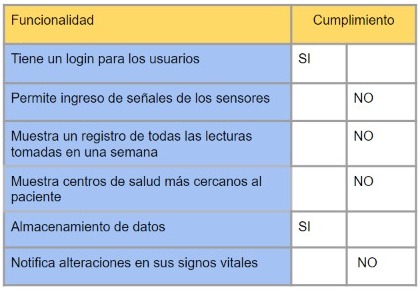 Funcionalidad Cumplimiento
Tiene un login para los usuarios SI
Permite ingreso de señales de los sensores NO
Muestra un registro de todas las lecturas NO
tomadas en una semana
Muestra centros de salud más cercanos al NO
paciente
Almacenamiento de datos SI
Notifica alteraciones en sus signos vitales NO